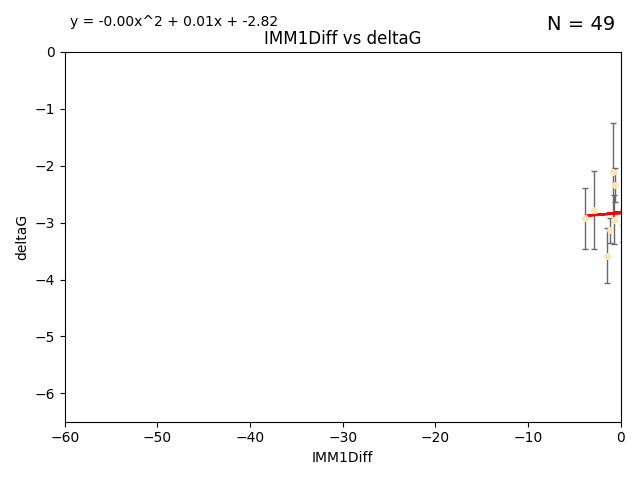 y = -0.00x^2 + 0.01x + -2.82
N = 49
IMM1Diff vs deltaG
deltaG
0
−1
−2
−3
−4
−5
−6
−60
−50
−40
−30
−20
−10
0
IMM1Diff